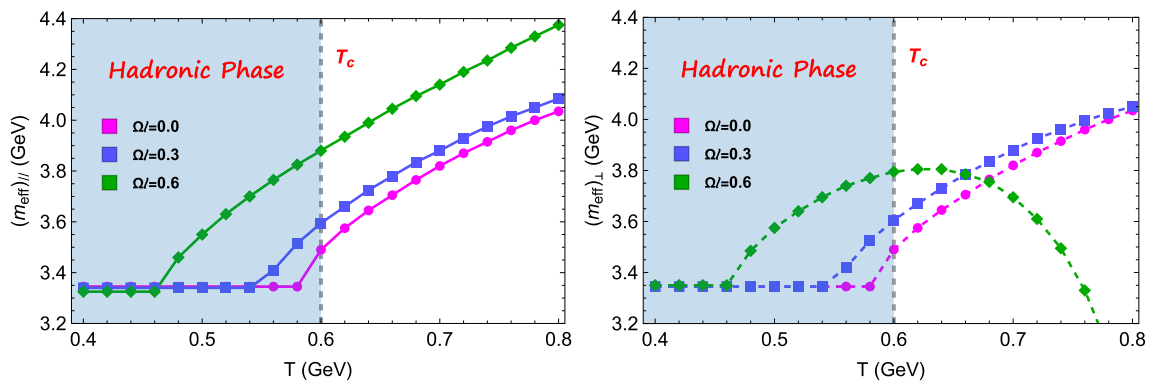 4.4
4.2
4.0
3.8
3.6
3.4
3.2
(m_eff)_// (GeV)
Hadronic Phase
T_c
Ω/=0.0
Ω/=0.3
Ω/=0.6
0.4 0.5 0.6 0.7 0.8
T (GeV)
4.4
4.2
4.0
3.8
3.6
3.4
3.2
(m_eff)_⊥ (GeV)
Hadronic Phase
T_c
Ω/=0.0
Ω/=0.3
Ω/=0.6
0.4 0.5 0.6 0.7 0.8
T (GeV)